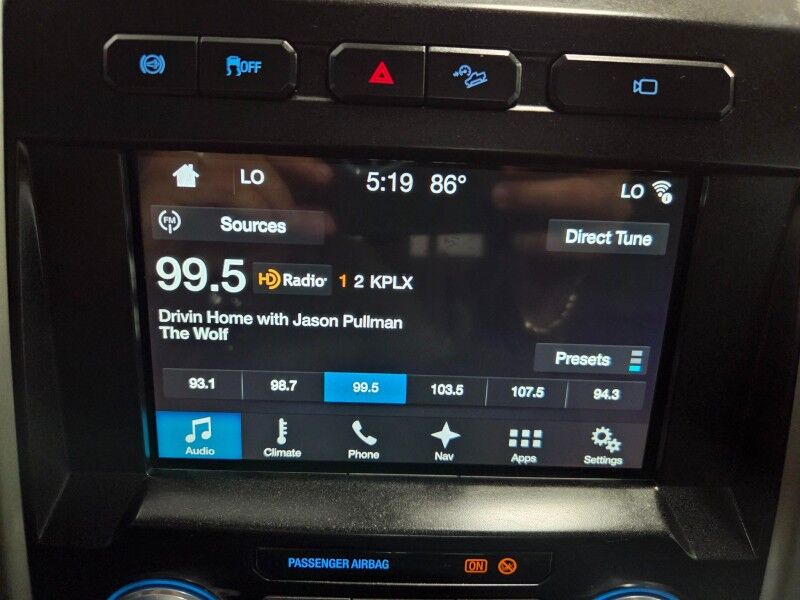 OFF
LO 5:19 86° LO
FM Sources
Direct Tune
99.5 HD Radio 1 2 KPLX
Drivin Home with Jason Pullman
The Wolf
Presets
93.1 98.7 99.5 103.5 107.5 94.3
Audio Climate Phone Nav Apps Settings
PASSENGER AIRBAG ON